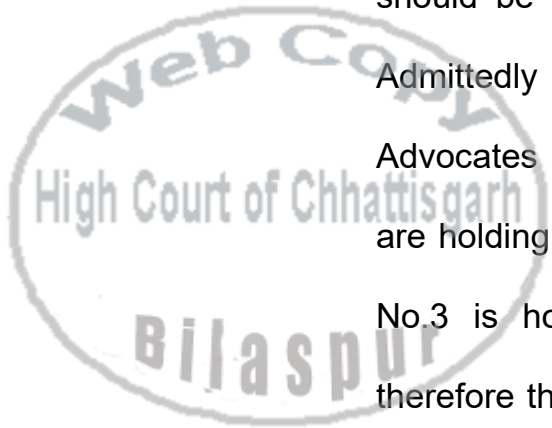 should be
Admittedly
Advocates
are holding
No.3 is ho
therefore th
Web Copy
High Court of Chhattisgarh
Bilaspur